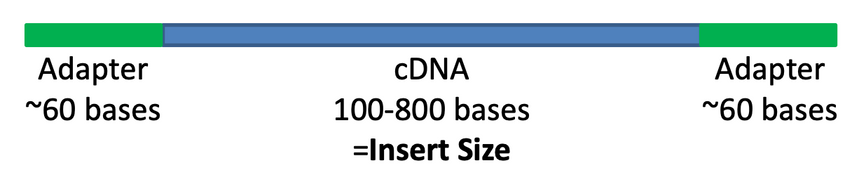 Adapter
~60 bases
cDNA
100-800 bases
=Insert Size
Adapter
~60 bases